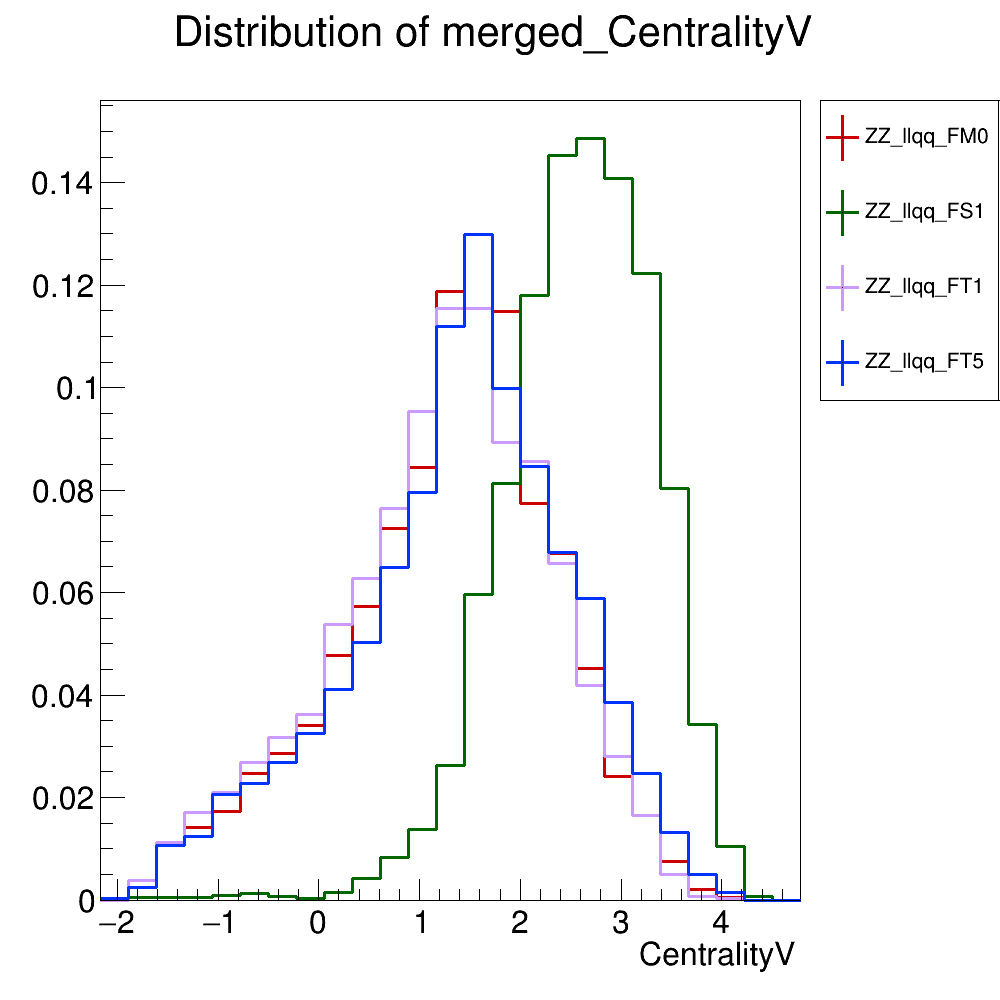 Distribution of merged_CentralityV
ZZ_llqq_FM0
ZZ_llqq_FS1
ZZ_llqq_FT1
ZZ_llqq_FT5
0.14
0.12
0.1
0.08
0.06
0.04
0.02
0
−2 −1 0 1 2 3 4
CentralityV